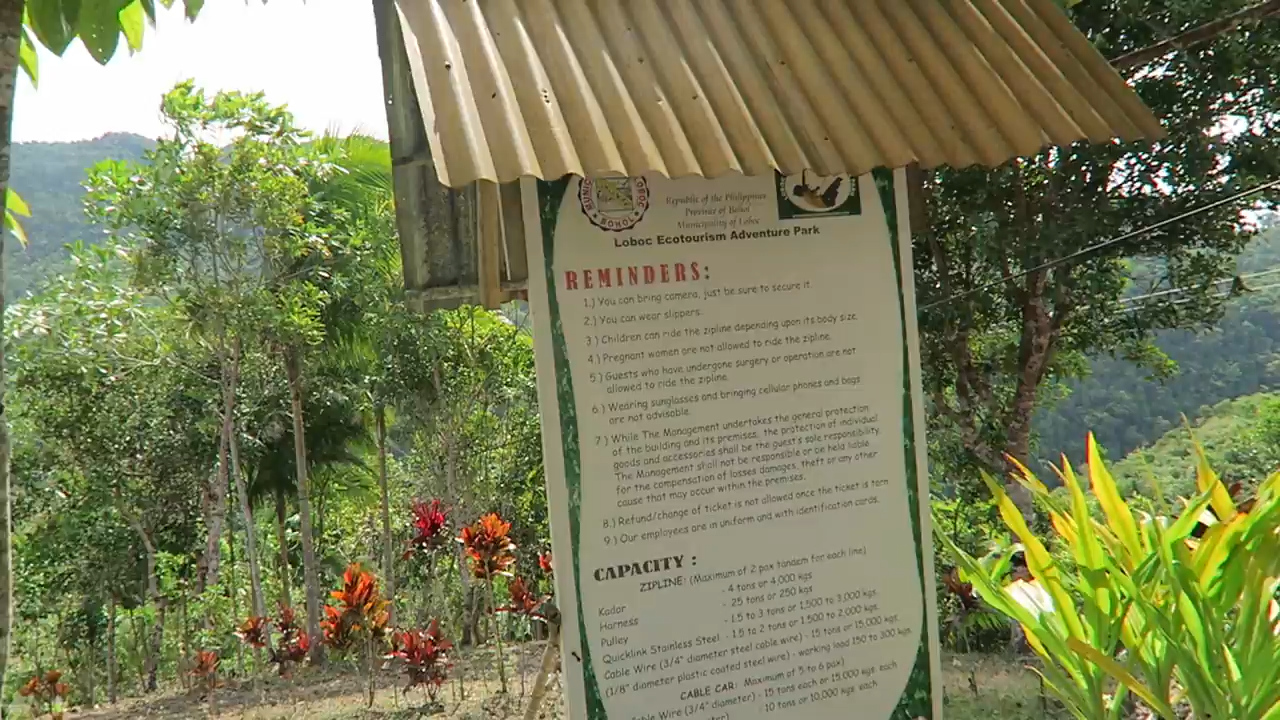 MUNIC LOBOC
BOHOL
Republic of the Philippines
Province of Bohol
Municipality of Loboc
Loboc Ecotourism Adventure Park
REMINDERS:
1.) You can bring camera, just be sure to secure it.
2.) You can wear slippers.
3.) Children can ride the zipline depending upon its body size.
4.) Pregnant women are not allowed to ride the zipline.
5.) Guests who have undergone surgery or operation are not
allowed to ride the zipline.
6.) Wearing sunglasses and bringing cellular phones and bags
are not advisable.
7.) While The Management undertakes the general protection
of the building and its premises, the protection of individual
goods and accessories shall be the guest's sole responsibility.
The Management shall not be responsible or be held liable
for the compensation of losses damages, theft or any other
cause that may occur within the premises.
8.) Refund/change of ticket is not allowed once the ticket is torn
9.) Our employees are in uniform and with identification cards.
CAPACITY:
ZIPLINE: (Maximum of 2 pax tandem for each line)
Kador - 4 tons or 4,000 kgs
Harness - .25 tons or 250 kgs
Pulley - 1.5 to 3 tons or 1,500 to 3,000 kgs.
Quicklink Stainless Steel - 1.5 to 2 tons or 1,500 to 2,000 kgs.
Cable Wire (3/4" diameter steel cable wire) - 15 tons or 15,000 kgs.
(1/8" diameter plastic coated steel wire) - working load 150 to 300 kgs.
CABLE CAR: Maximum of 5 to 6 pax)
Cable Wire (3/4" diameter) - 15 tons each or 15,000 kgs. each
- 10 tons or 10,000 kgs each